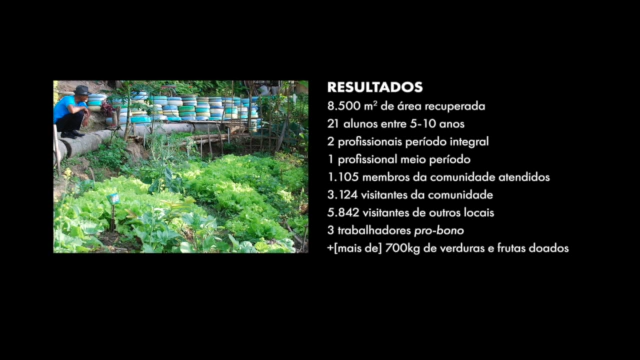 RESULTADOS
8.500 m² de área recuperada
21 alunos entre 5-10 anos
2 profissionais período integral
1 profissional meio período
1.105 membros da comunidade atendidos
3.124 visitantes da comunidade
5.842 visitantes de outros locais
3 trabalhadores pro-bono
+[mais de] 700kg de verduras e frutas doados